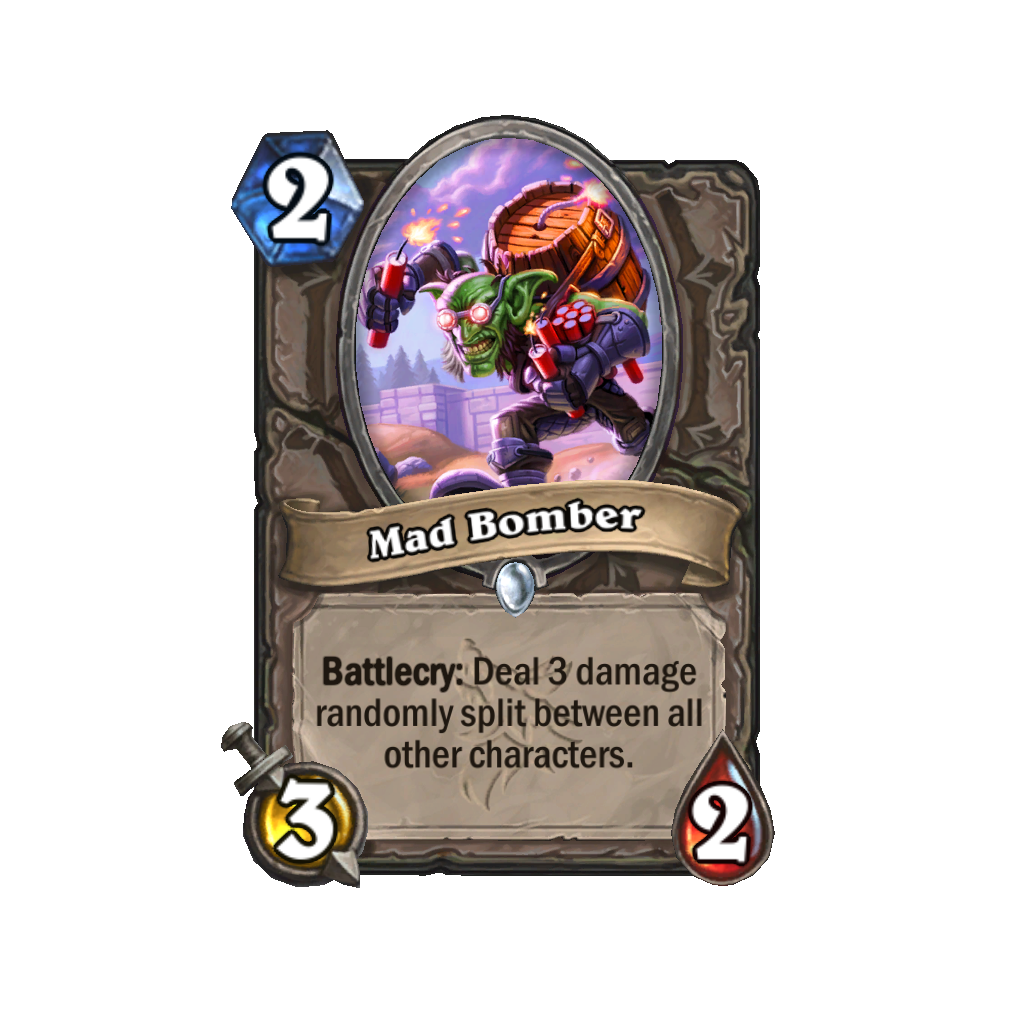 2
Mad Bomber
Battlecry: Deal 3 damage
randomly split between all
other characters.
3
2